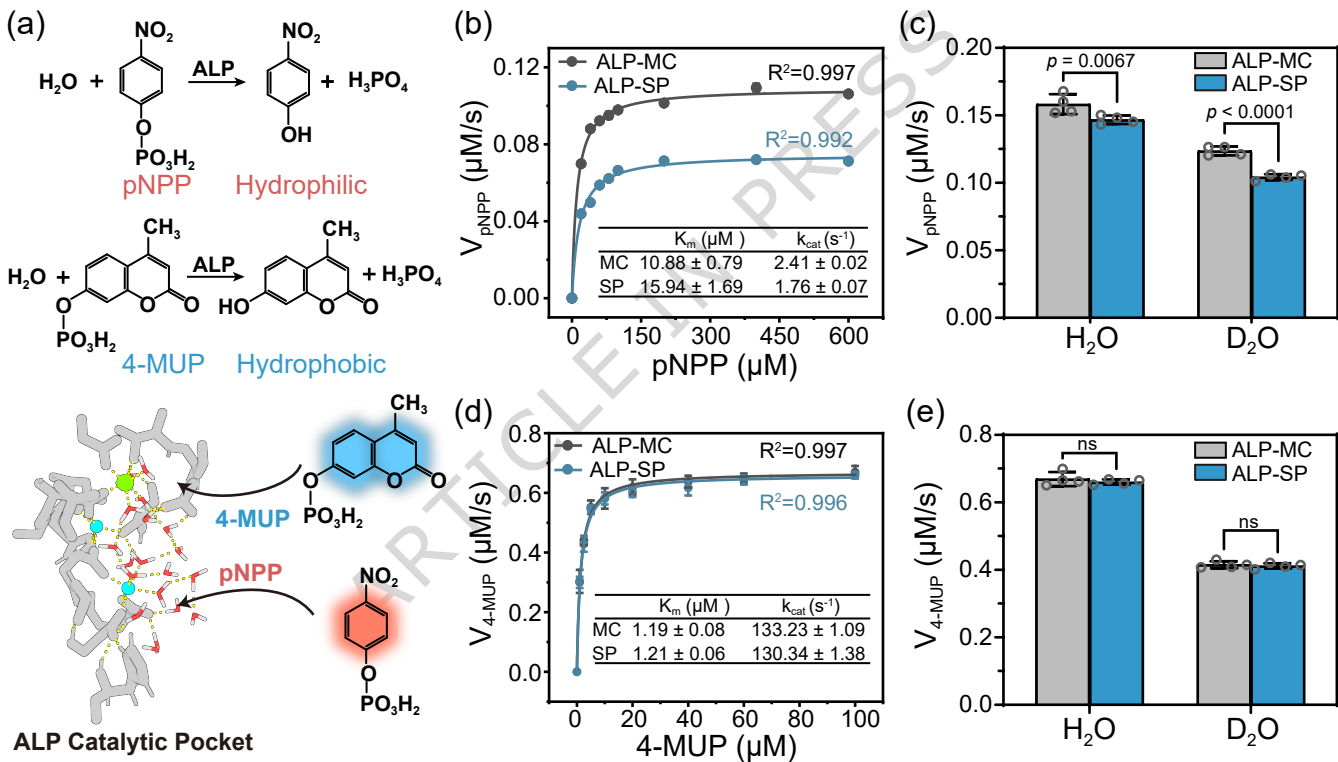 (a)
NO₂
NO₂
H₂O +
ALP
+ H₃PO₄
O
OH
PO₃H₂
pNPP
Hydrophilic
CH₃
CH₃
H₂O +
ALP
+ H₃PO₄
O
O
O
HO
O
O
PO₃H₂
4-MUP
Hydrophobic
CH₃
O
O
O
PO₃H₂
4-MUP
pNPP
NO₂
O
PO₃H₂
ALP Catalytic Pocket
(b)
ALP-MC
ALP-SP
R²=0.997
R²=0.992
V_pNPP (µM/s)
0.12
0.08
0.04
0.00
Kₘ (µM ) k_cat (s⁻¹)
MC 10.88 ± 0.79 2.41 ± 0.02
SP 15.94 ± 1.69 1.76 ± 0.07
0 150 300 450 600
pNPP (µM)
(c)
ALP-MC
ALP-SP
p = 0.0067
p < 0.0001
V_pNPP (µM/s)
0.20
0.15
0.10
0.05
0.00
H₂O D₂O
(d)
ALP-MC
ALP-SP
R²=0.997
R²=0.996
V_4-MUP (µM/s)
0.8
0.6
0.4
0.2
0.0
Kₘ (µM) k_cat (s⁻¹)
MC 1.19 ± 0.08 133.23 ± 1.09
SP 1.21 ± 0.06 130.34 ± 1.38
0 20 40 60 80 100
4-MUP (µM)
(e)
ALP-MC
ALP-SP
ns
ns
V_4-MUP (µM/s)
0.8
0.6
0.4
0.2
0.0
H₂O D₂O
ARTICLE IN PRESS